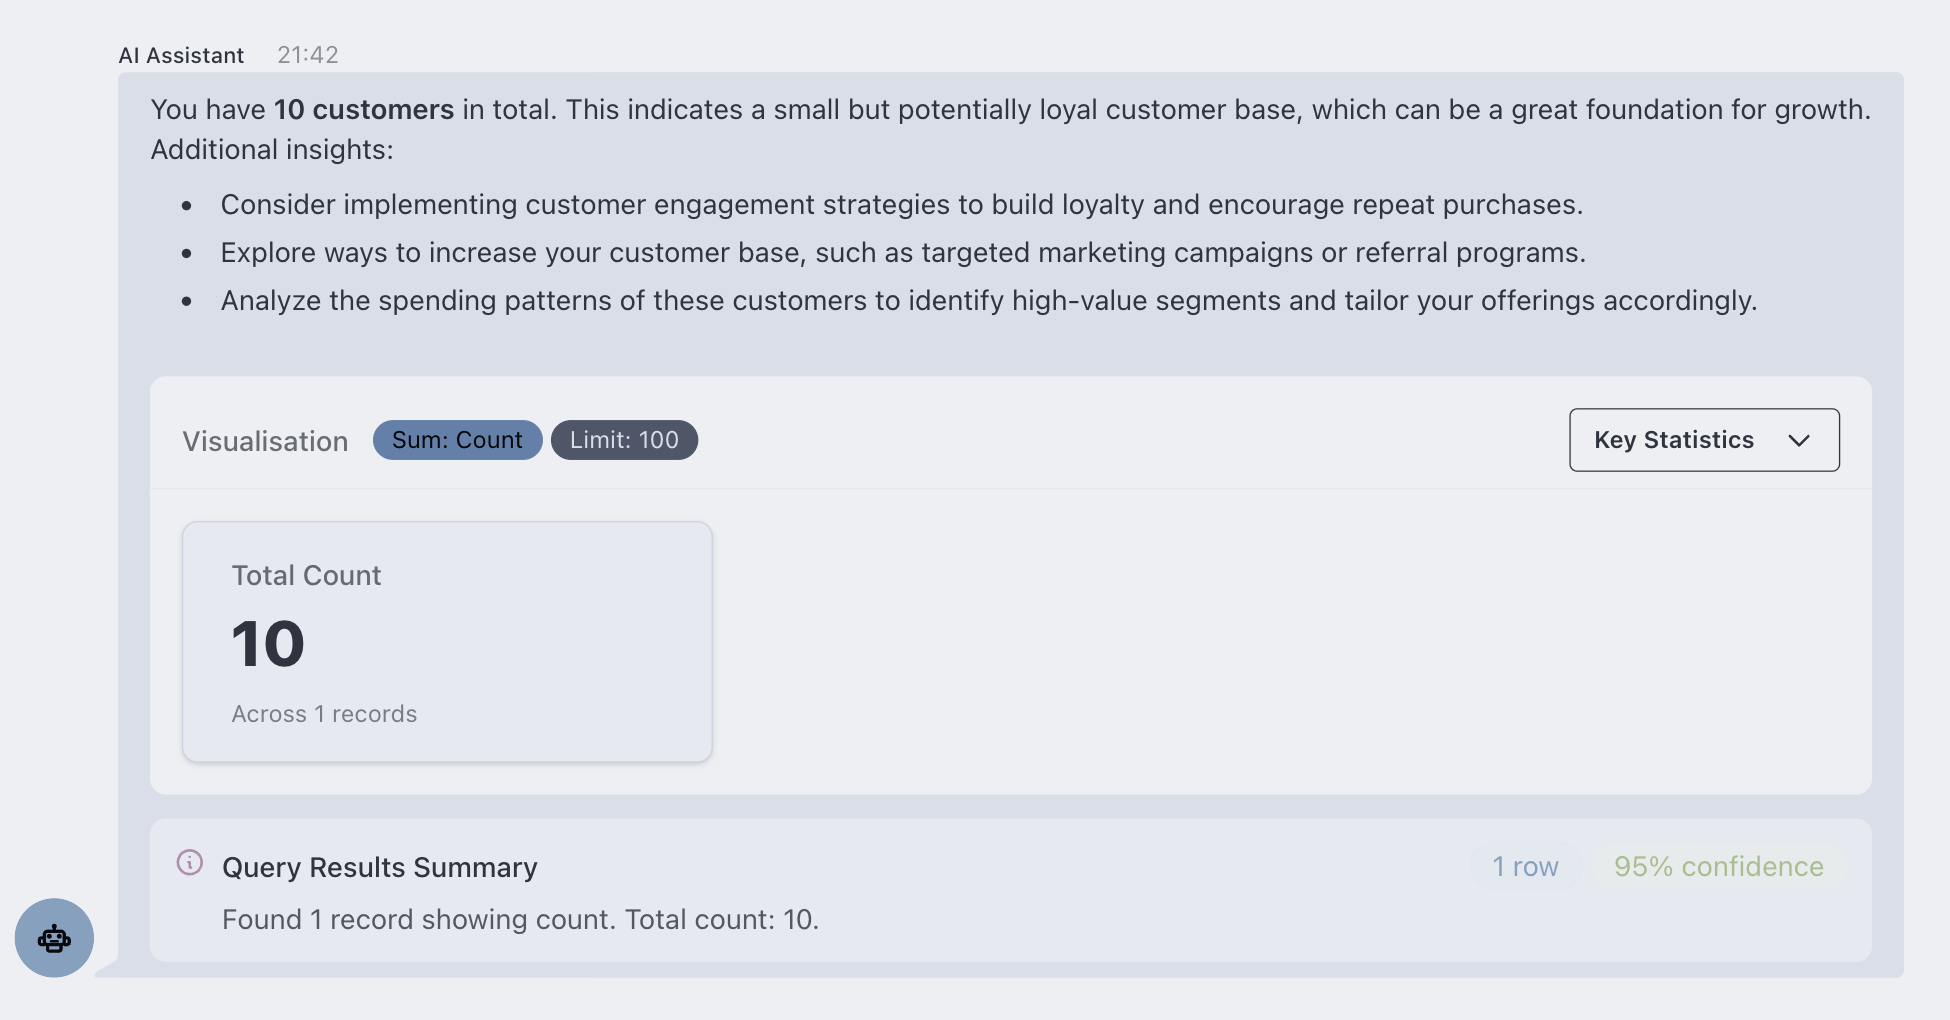 AI Assistant 21:42
You have 10 customers in total. This indicates a small but potentially loyal customer base, which can be a great foundation for growth.
Additional insights:
• Consider implementing customer engagement strategies to build loyalty and encourage repeat purchases.
• Explore ways to increase your customer base, such as targeted marketing campaigns or referral programs.
• Analyze the spending patterns of these customers to identify high-value segments and tailor your offerings accordingly.
Visualisation Sum: Count Limit: 100 Key Statistics
Total Count
10
Across 1 records
Query Results Summary 1 row 95% confidence
Found 1 record showing count. Total count: 10.